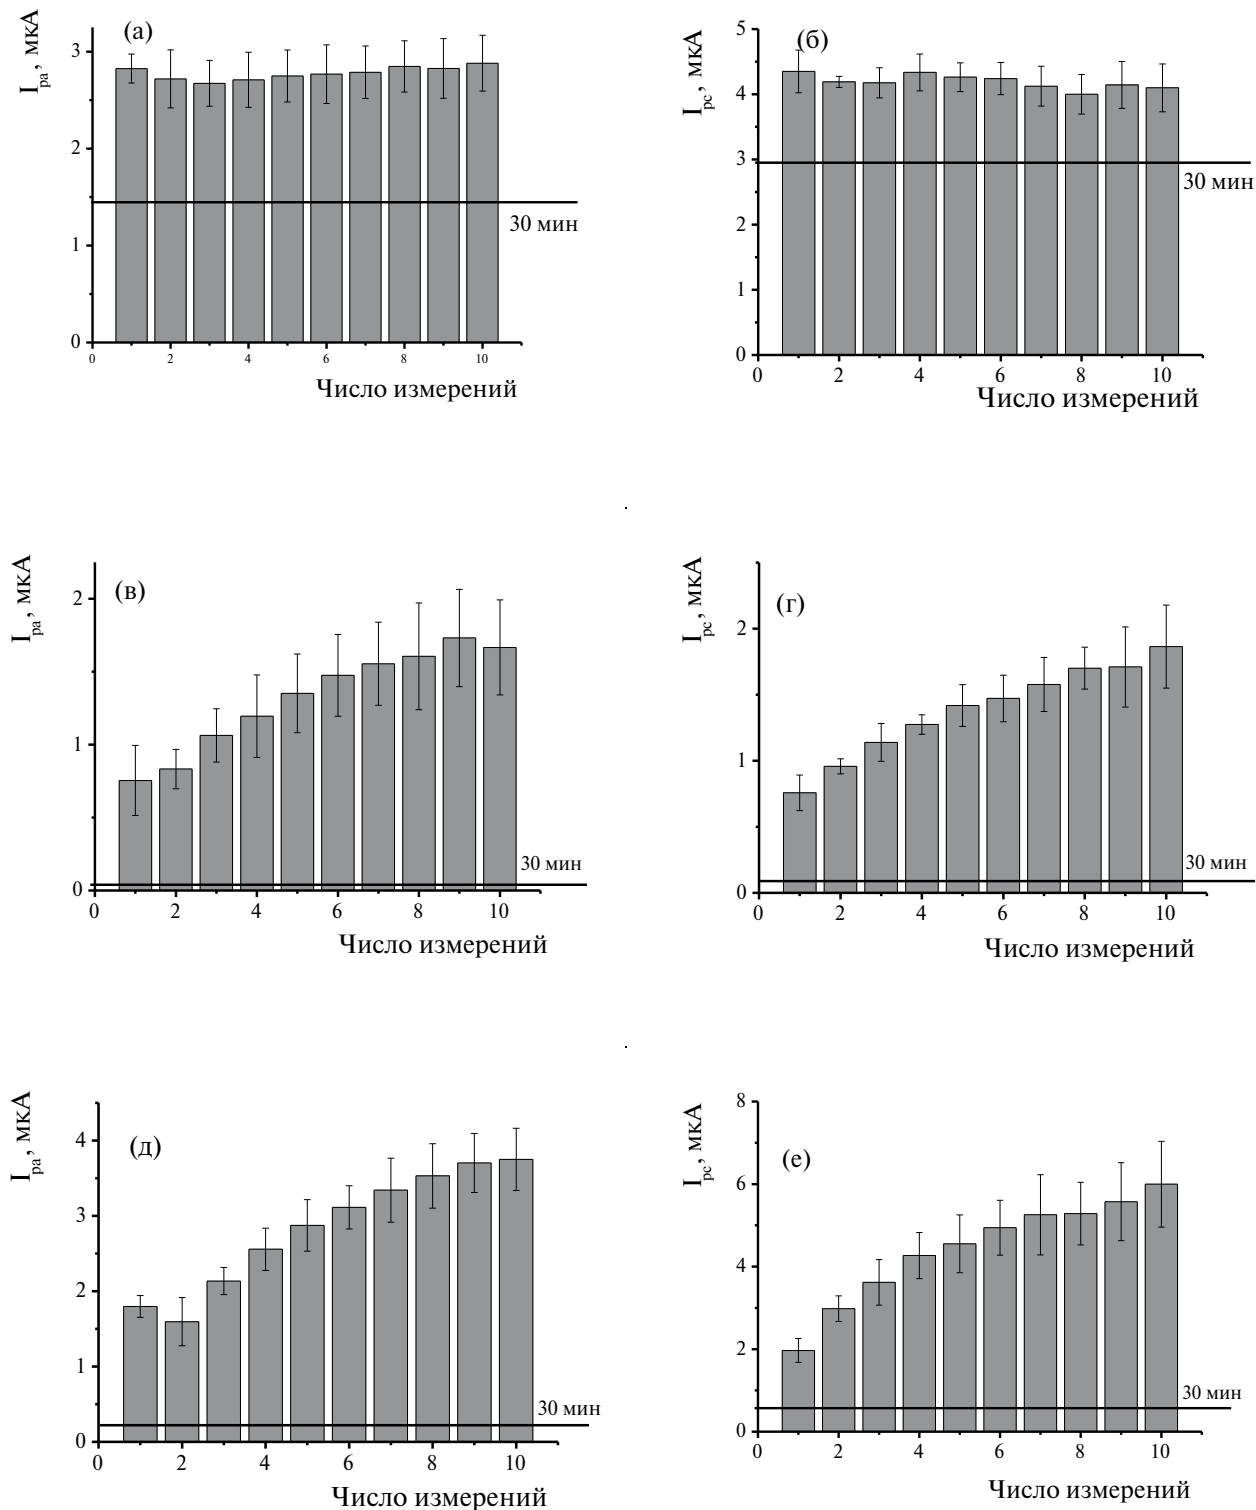 (а)
I_pa, мкА
3
2
1
0
30 мин
0 2 4 6 8 10
Число измерений
(б)
I_pc, мкА
5
4
3
2
1
0
30 мин
0 2 4 6 8 10
Число измерений
(в)
I_pa, мкА
2
1
0
30 мин
0 2 4 6 8 10
Число измерений
(г)
I_pc, мкА
2
1
0
30 мин
0 2 4 6 8 10
Число измерений
(д)
I_pa, мкА
4
3
2
1
0
30 мин
0 2 4 6 8 10
Число измерений
(е)
I_pc, мкА
8
6
4
2
0
30 мин
0 2 4 6 8 10
Число измерений